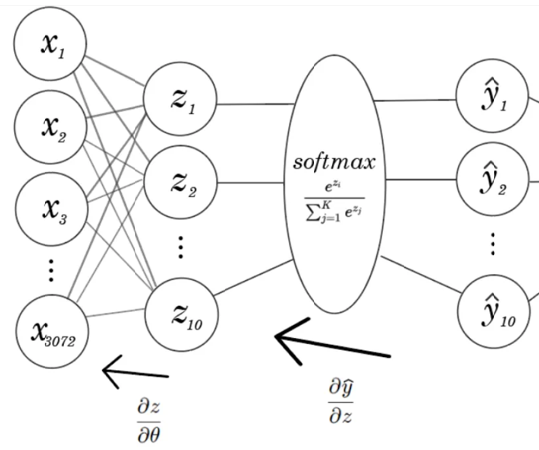 x₁
x₂
x₃
⋮
x₃₀₇₂
z₁
z₂
⋮
z₁₀
softmax
e^{z_i} / ∑_{j=1}^{K} e^{z_j}
ŷ₁
ŷ₂
⋮
ŷ₁₀
∂z / ∂θ
∂ŷ / ∂z